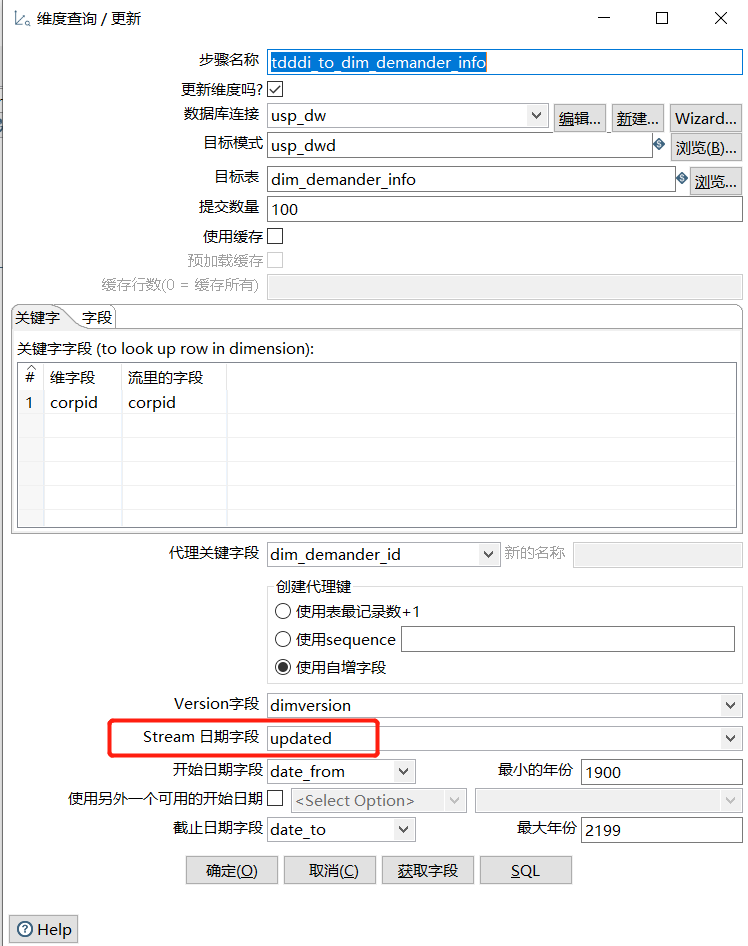 维度查询 / 更新
步骤名称 tdddi_to_dim_demander_info
更新维度吗?
数据库连接 usp_dw 编辑... 新建... Wizard...
目标模式 usp_dwd 浏览(B)...
目标表 dim_demander_info 浏览...
提交数量 100
使用缓存
预加载缓存
缓存行数(0 = 缓存所有)
关键字 字段
关键字字段 (to look up row in dimension):
# 维字段 流里的字段
1 corpid corpid
代理关键字段 dim_demander_id 新的名称
创建代理键
使用表最记录数+1
使用sequence
使用自增字段
Version字段 dimversion
Stream 日期字段 updated
开始日期字段 date_from 最小的年份 1900
使用另外一个可用的开始日期 <Select Option>
截止日期字段 date_to 最大年份 2199
确定(O) 取消(C) 获取字段 SQL
Help